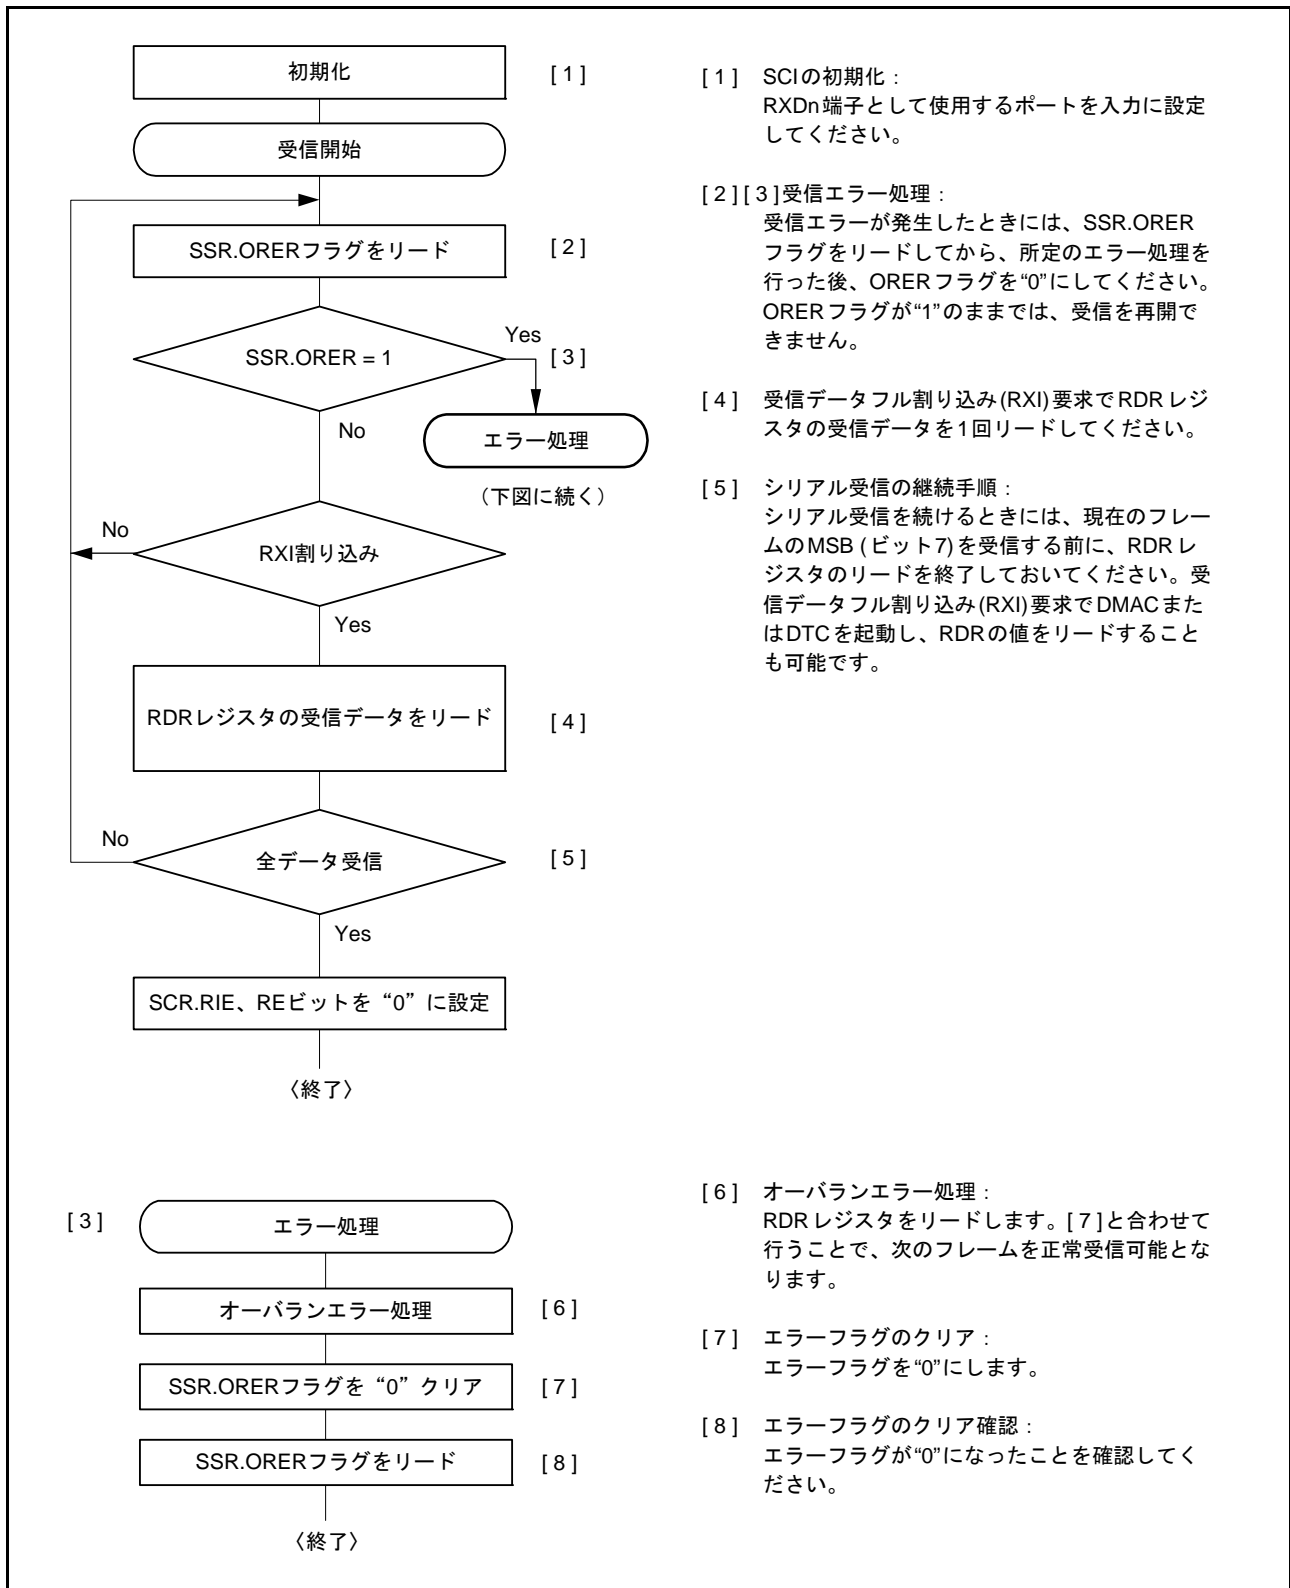 初期化
[ 1 ]
受信開始
SSR.ORERフラグをリード
[ 2 ]
SSR.ORER = 1
Yes
[ 3 ]
No
エラー処理
（下図に続く）
No
RXI割り込み
Yes
RDRレジスタの受信データをリード
[ 4 ]
No
全データ受信
[ 5 ]
Yes
SCR.RIE、REビットを“0”に設定
〈終了〉
[ 1 ] SCIの初期化：
RXDn端子として使用するポートを入力に設定
してください。
[ 2 ][ 3 ]受信エラー処理：
受信エラーが発生したときには、SSR.ORER
フラグをリードしてから、所定のエラー処理を
行った後、ORERフラグを“0”にしてください。
ORERフラグが“1”のままでは、受信を再開で
きません。
[ 4 ] 受信データフル割り込み(RXI)要求でRDRレジ
スタの受信データを1回リードしてください。
[ 5 ] シリアル受信の継続手順：
シリアル受信を続けるときには、現在のフレー
ムのMSB (ビット7)を受信する前に、RDRレ
ジスタのリードを終了しておいてください。受
信データフル割り込み(RXI)要求でDMACまた
はDTCを起動し、RDRの値をリードすること
も可能です。
[ 3 ]
エラー処理
オーバランエラー処理
[ 6 ]
SSR.ORERフラグを“0”クリア
[ 7 ]
SSR.ORERフラグをリード
[ 8 ]
〈終了〉
[ 6 ] オーバランエラー処理：
RDRレジスタをリードします。[ 7 ]と合わせて
行うことで、次のフレームを正常受信可能とな
ります。
[ 7 ] エラーフラグのクリア：
エラーフラグを“0”にします。
[ 8 ] エラーフラグのクリア確認：
エラーフラグが“0”になったことを確認してく
ださい。